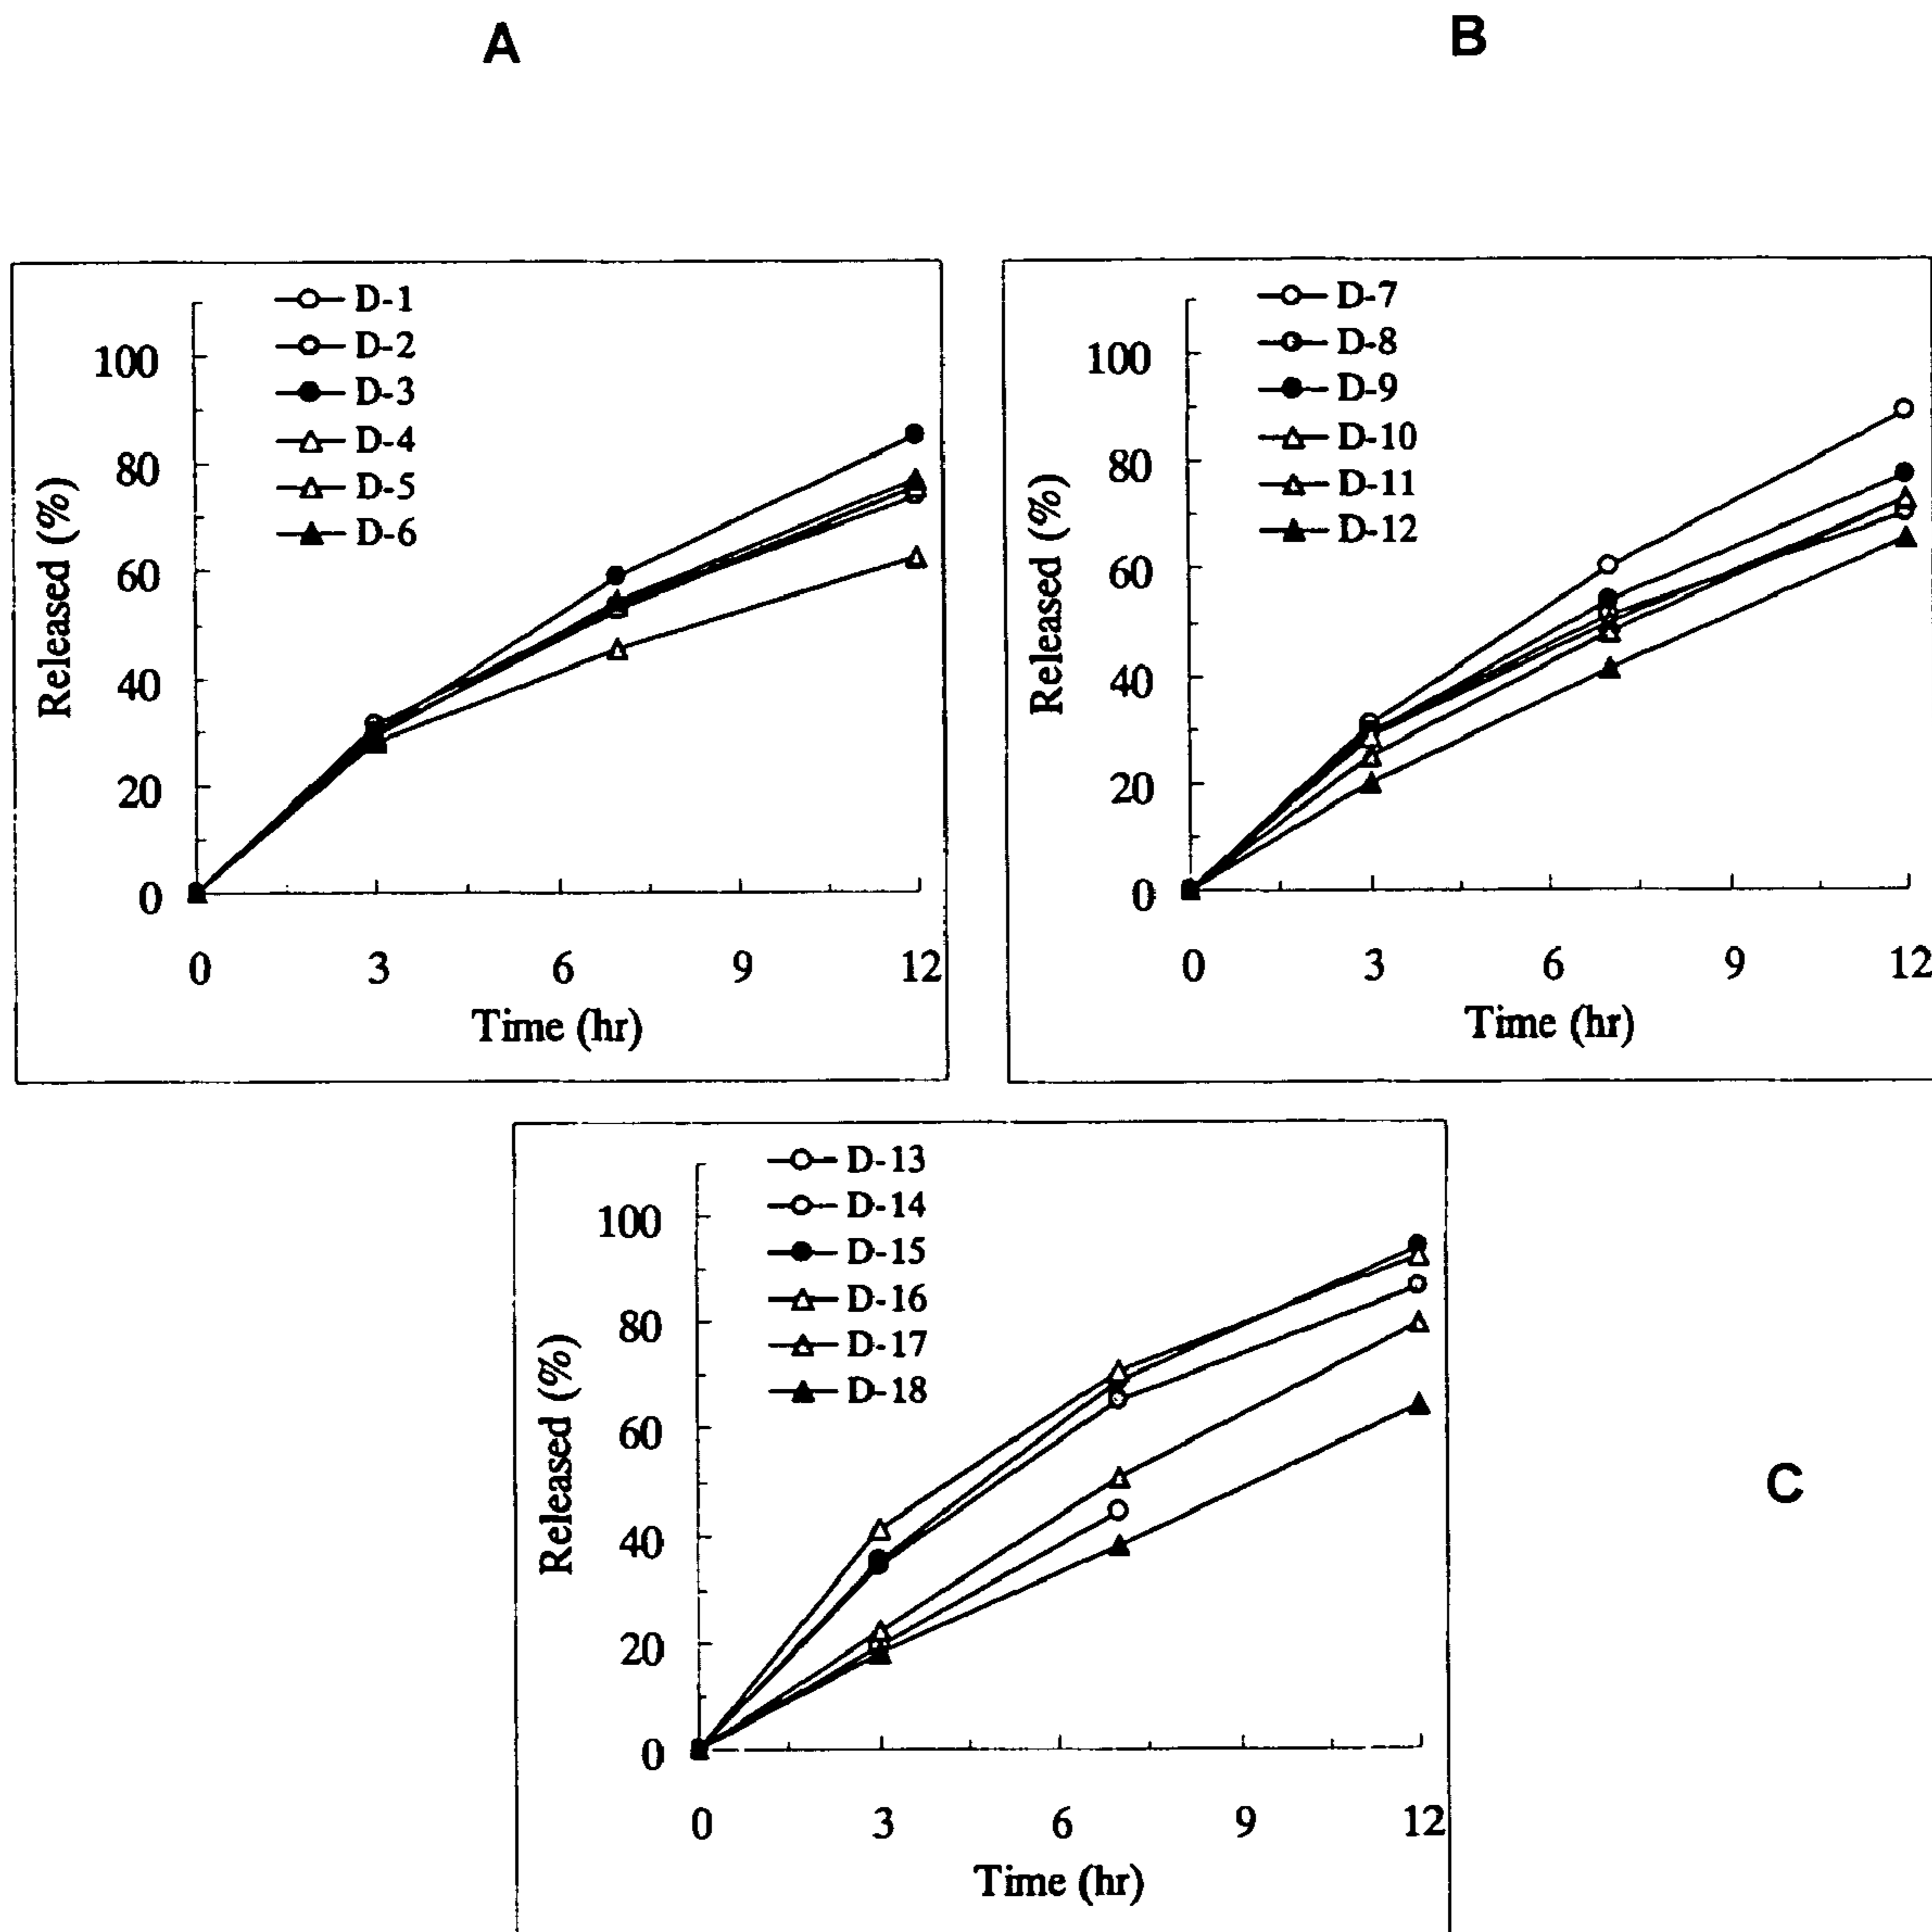 A
B
D-1
D-2
D-3
D-4
D-5
D-6
100
80
60
40
20
0
Released (%)
0 3 6 9 12
Time (hr)
D-7
D-8
D-9
D-10
D-11
D-12
100
80
60
40
20
0
Released (%)
0 3 6 9 12
Time (hr)
D-13
D-14
D-15
D-16
D-17
D-18
100
80
60
40
20
0
Released (%)
0 3 6 9 12
Time (hr)
C